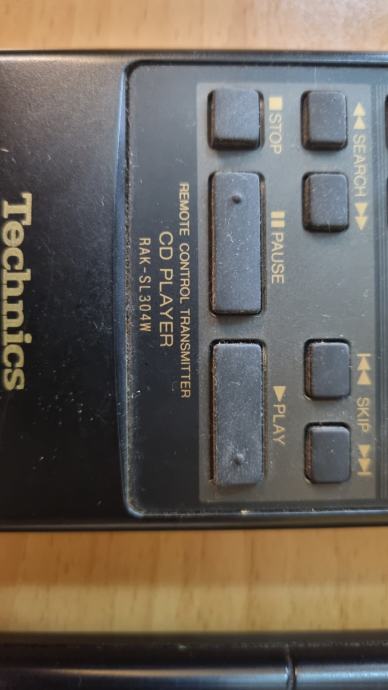 ◀◀ SEARCH ▶▶
|◀◀ SKIP ▶▶|
■ STOP
❚❚ PAUSE
▶ PLAY
REMOTE CONTROL TRANSMITTER
CD PLAYER
RAK-SL304W
Technics